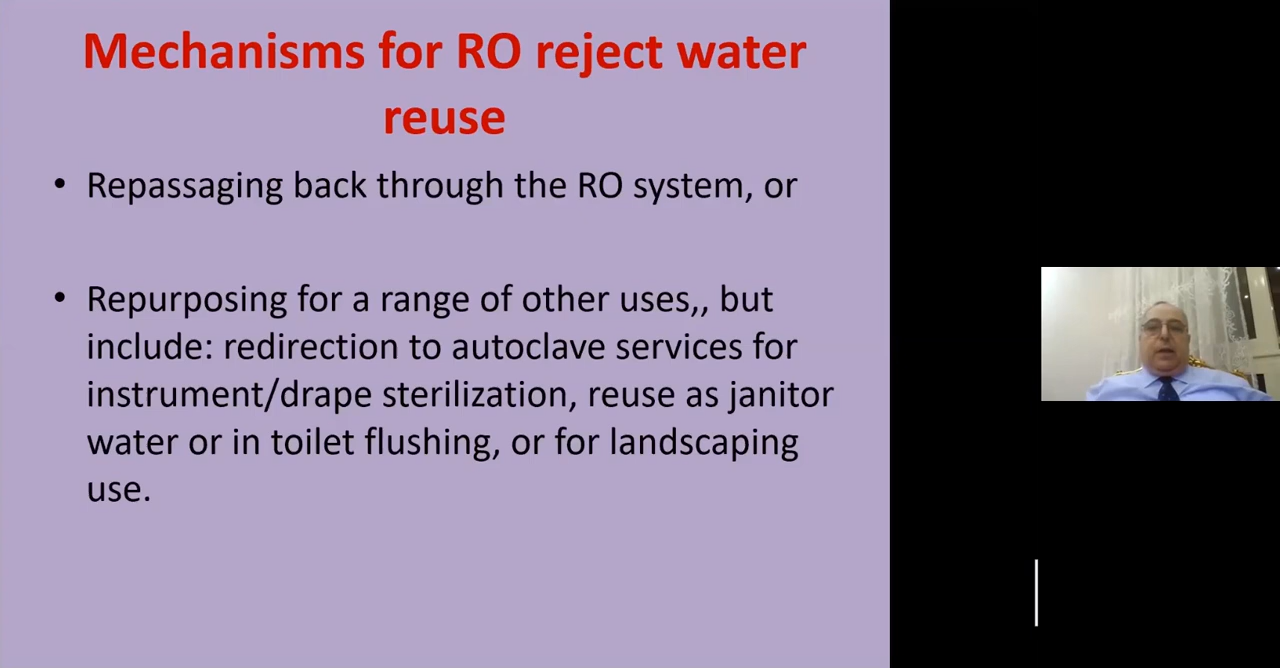 Mechanisms for RO reject water
reuse
• Repassaging back through the RO system, or
• Repurposing for a range of other uses,, but
include: redirection to autoclave services for
instrument/drape sterilization, reuse as janitor
water or in toilet flushing, or for landscaping
use.